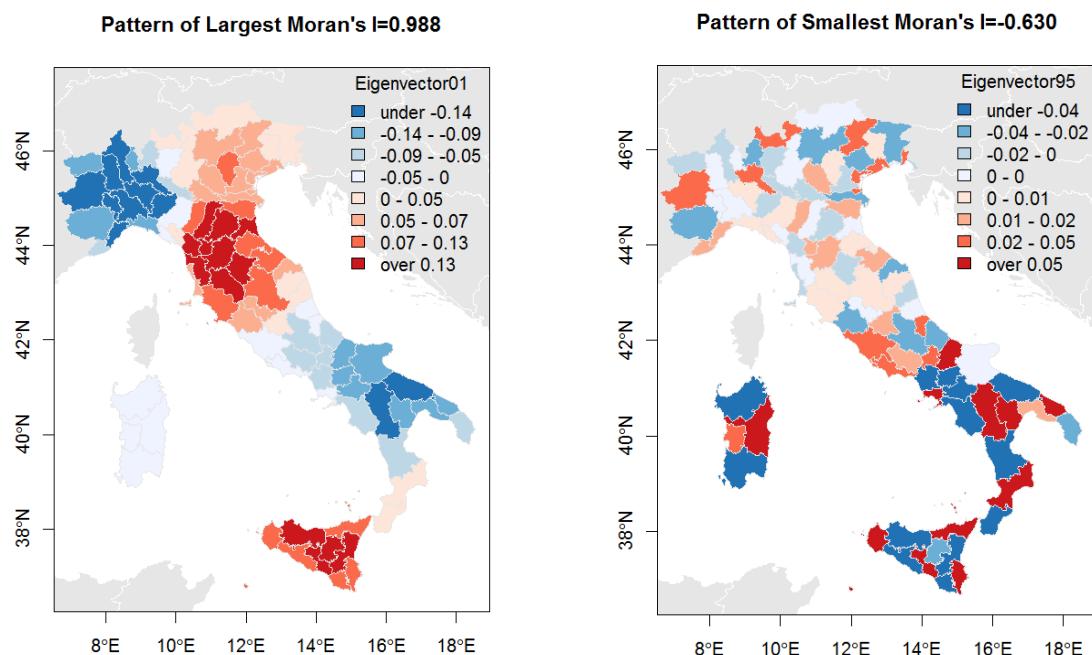 Pattern of Largest Moran's I=0.988
Eigenvector01
under -0.14
-0.14 - -0.09
-0.09 - -0.05
-0.05 - 0
0 - 0.05
0.05 - 0.07
0.07 - 0.13
over 0.13
46°N
44°N
42°N
40°N
38°N
8°E 10°E 12°E 14°E 16°E 18°E
Pattern of Smallest Moran's I=-0.630
Eigenvector95
under -0.04
-0.04 - -0.02
-0.02 - 0
0 - 0
0 - 0.01
0.01 - 0.02
0.02 - 0.05
over 0.05
46°N
44°N
42°N
40°N
38°N
8°E 10°E 12°E 14°E 16°E 18°E